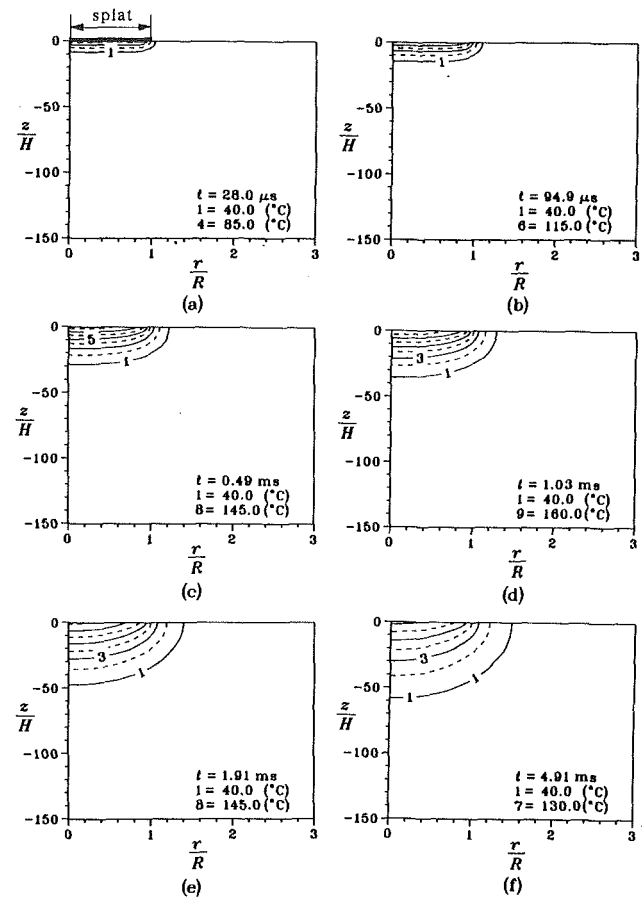 splat
0
1
−50
z/H
−100
t = 28.0 μs
1 = 40.0 (°C)
4 = 85.0 (°C)
−150
0 1 2 3
r/R
(a)
0
1
−50
z/H
−100
t = 94.9 μs
1 = 40.0 (°C)
6 = 115.0 (°C)
−150
0 1 2 3
r/R
(b)
0
5
1
−50
z/H
−100
t = 0.49 ms
1 = 40.0 (°C)
8 = 145.0 (°C)
−150
0 1 2 3
r/R
(c)
0
3
1
−50
z/H
−100
t = 1.03 ms
1 = 40.0 (°C)
9 = 160.0 (°C)
−150
0 1 2 3
r/R
(d)
0
3
1
−50
z/H
−100
t = 1.91 ms
1 = 40.0 (°C)
8 = 145.0 (°C)
−150
0 1 2 3
r/R
(e)
0
3
1
1
−50
z/H
−100
t = 4.91 ms
1 = 40.0 (°C)
7 = 130.0 (°C)
−150
0 1 2 3
r/R
(f)